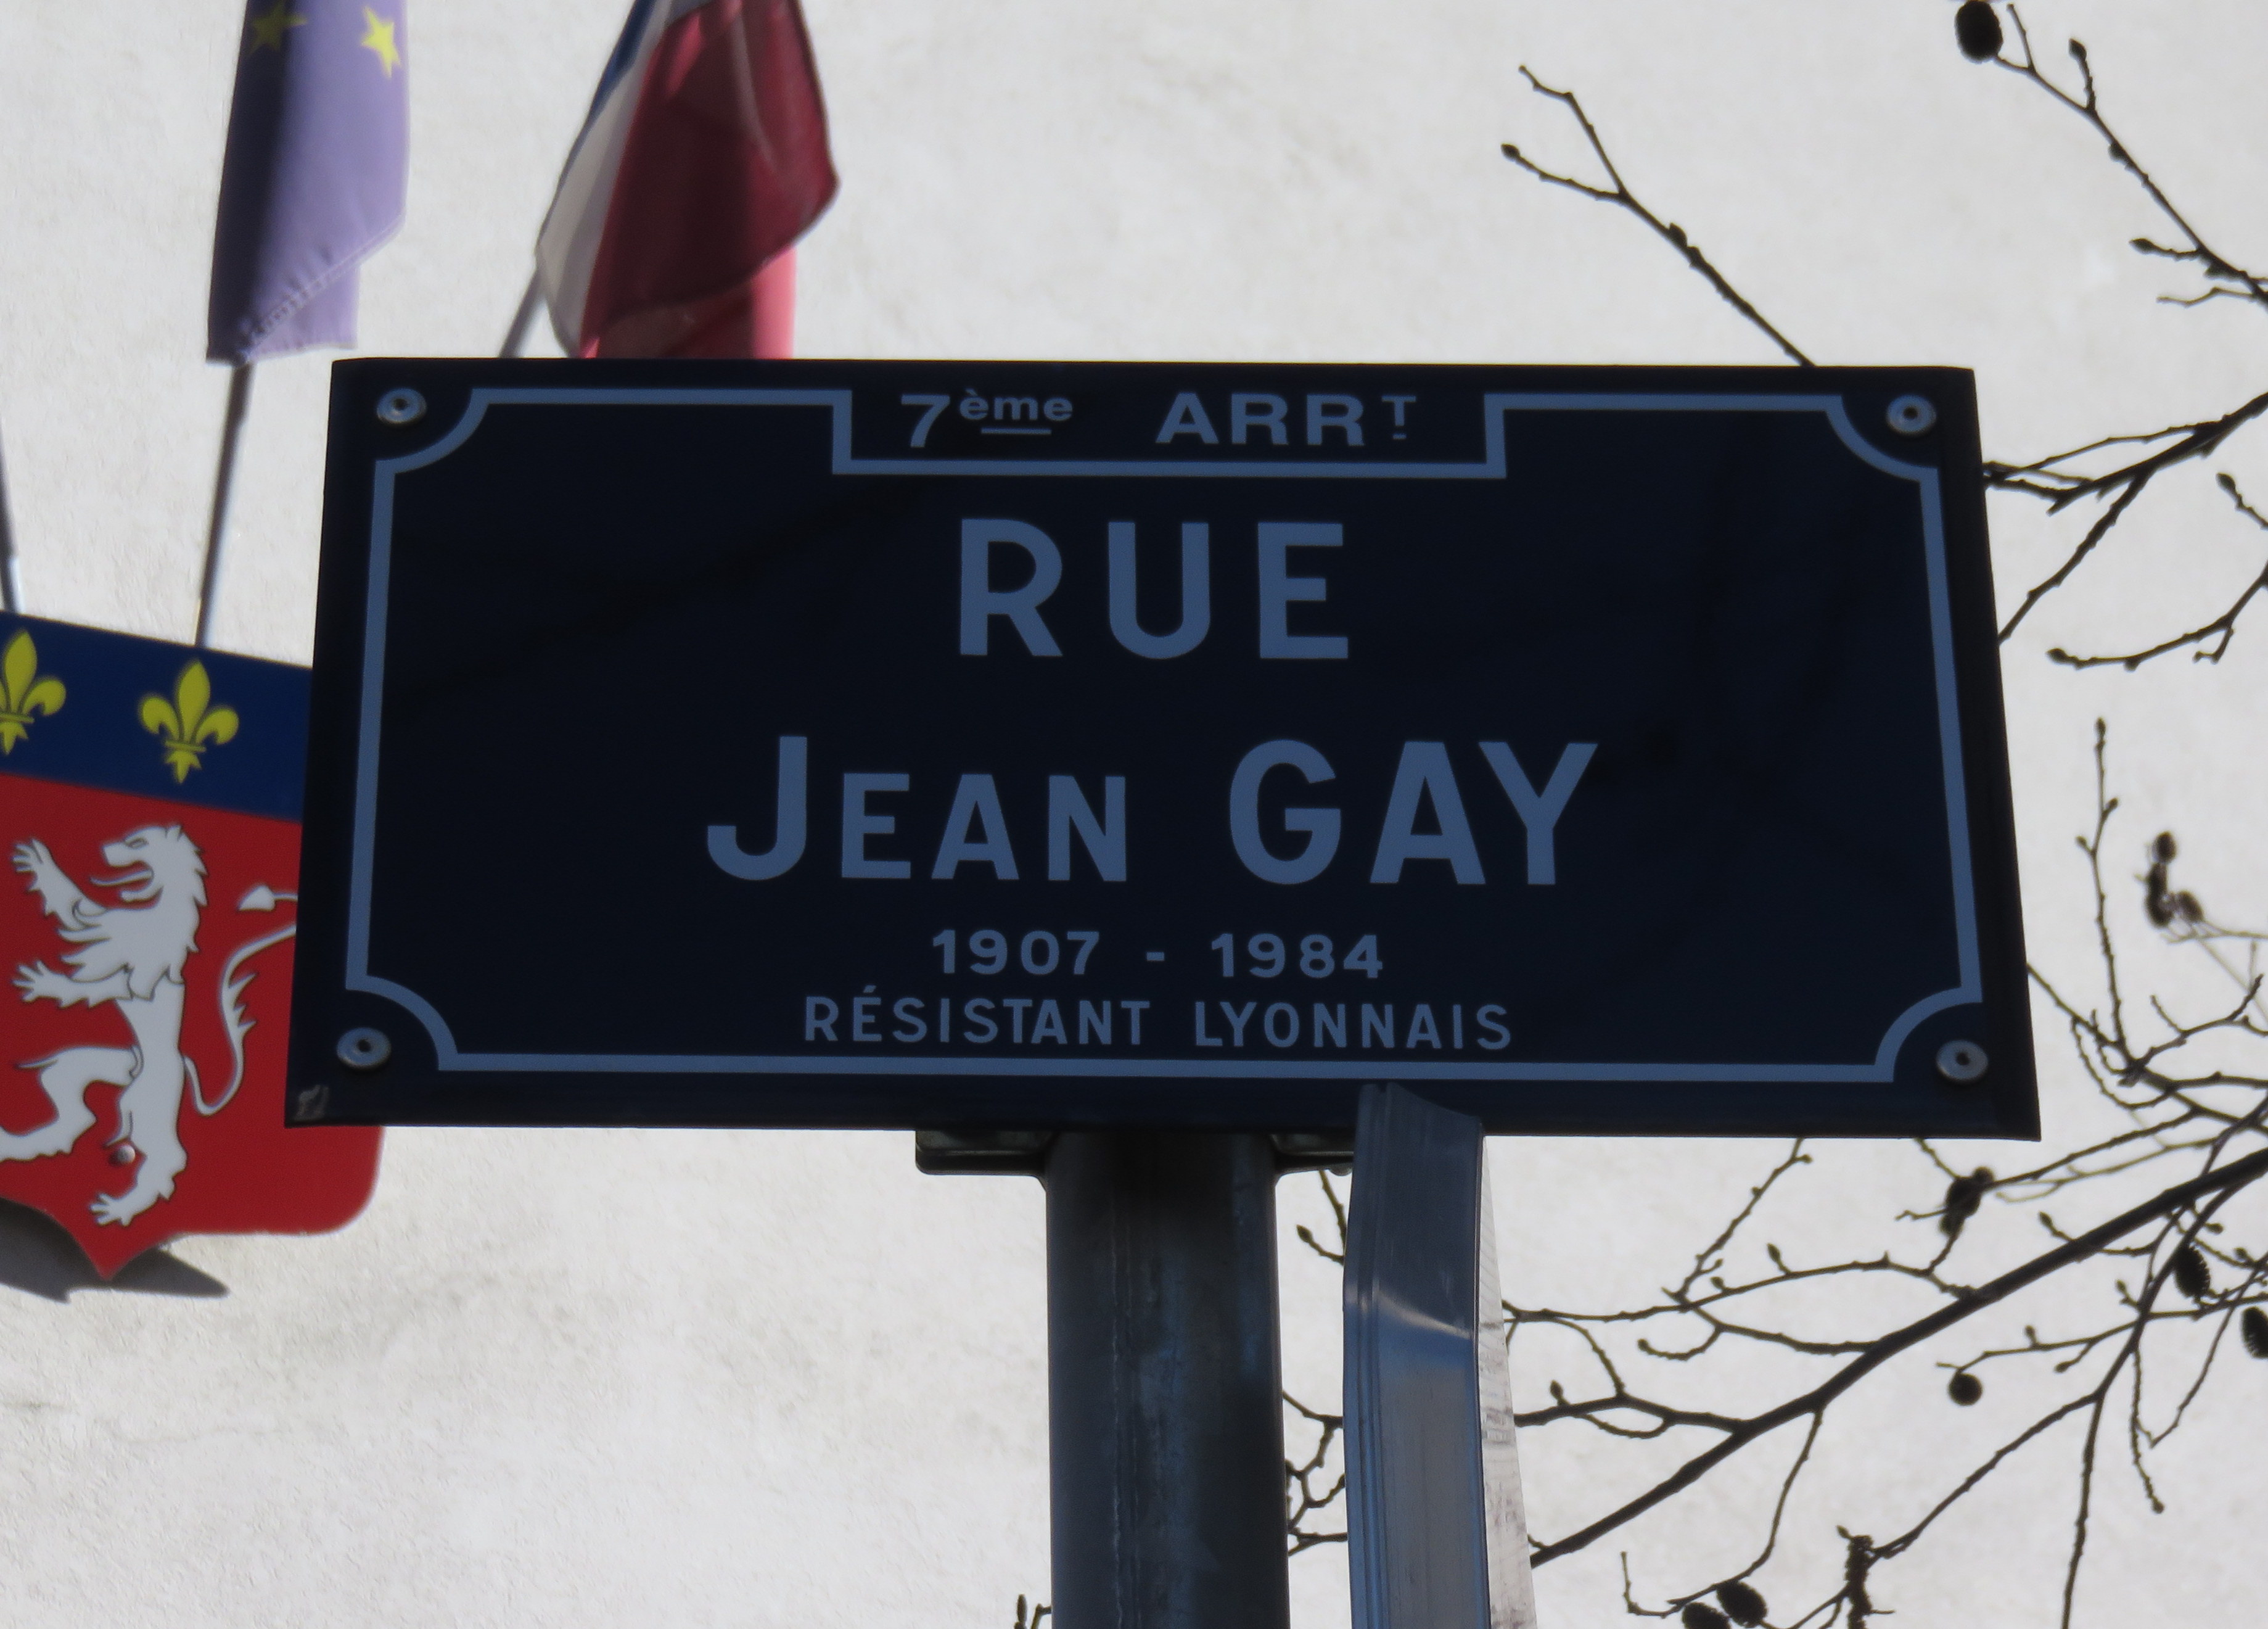 7ème ARRT
RUE
JEAN GAY
1907 - 1984
RÉSISTANT LYONNAIS